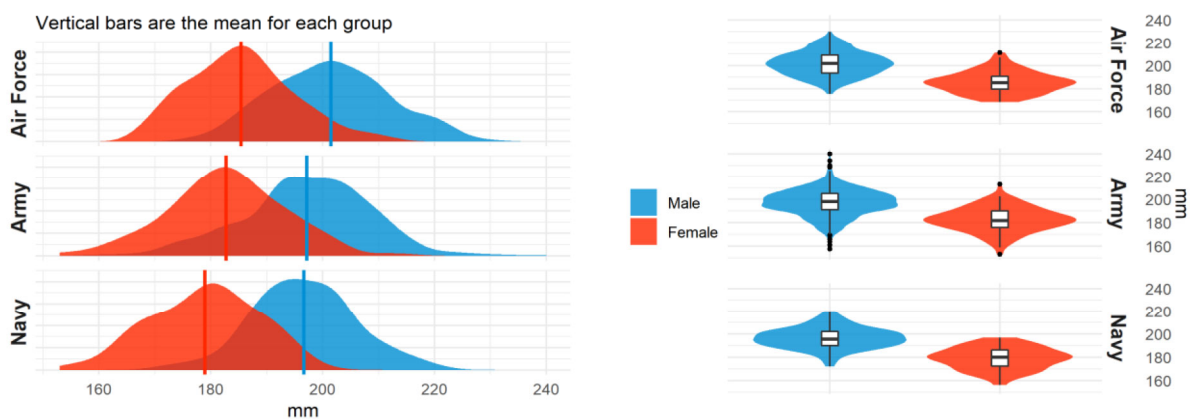 Vertical bars are the mean for each group
Air Force
Army
Navy
160 180 200 220 240
mm
Male
Female
240
220
200
180
160
Air Force
240
220
200
180
160
Army
mm
240
220
200
180
160
Navy